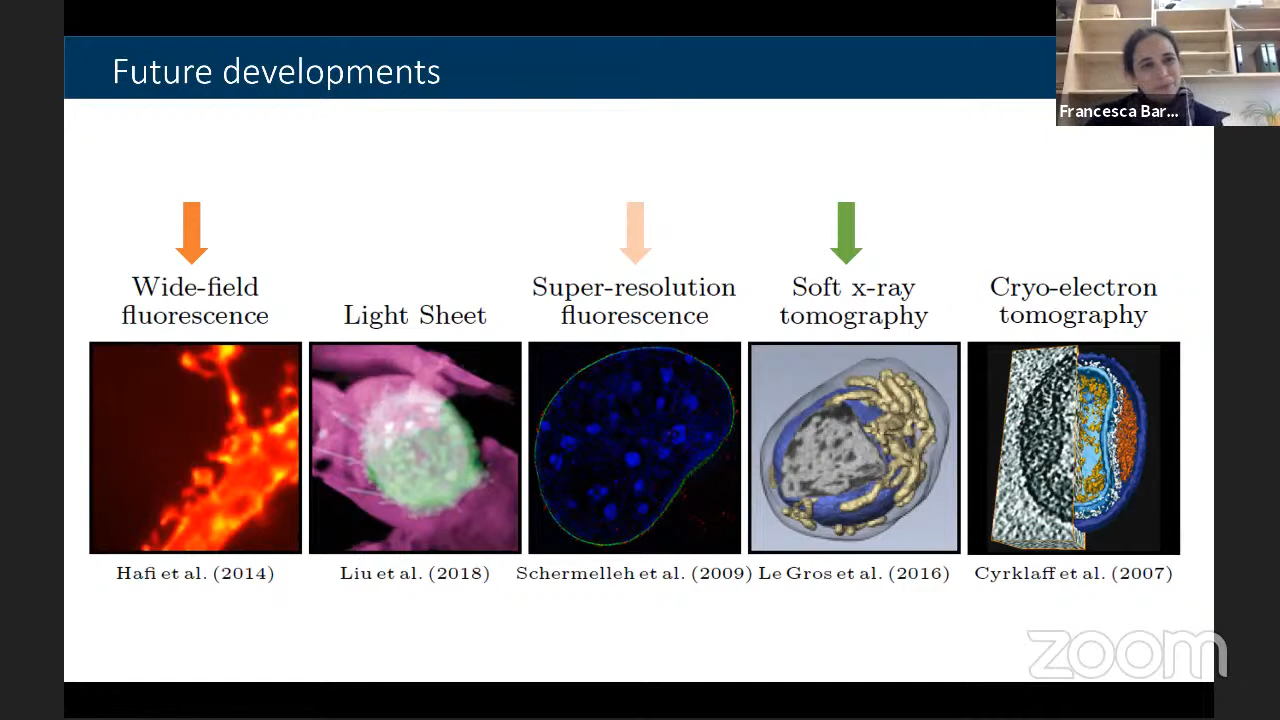 Future developments
Francesca Bar...
Wide-field
fluorescence
Light Sheet
Super-resolution
fluorescence
Soft x-ray
tomography
Cryo-electron
tomography
Hafi et al. (2014)
Liu et al. (2018)
Schermelleh et al. (2009)
Le Gros et al. (2016)
Cyrklaff et al. (2007)
zoom